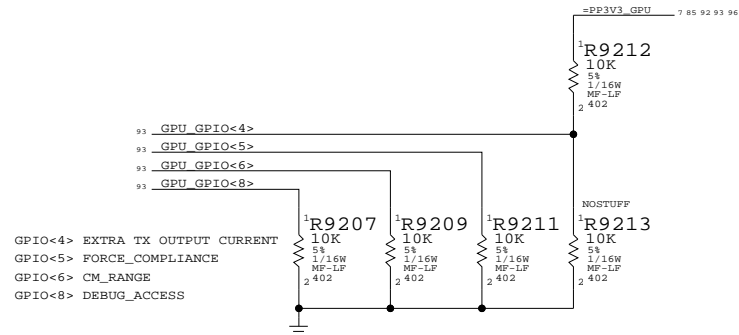 =PP3V3_GPU 7 85 92 93 96
1 R9212
10K
5%
1/16W
MF-LF
2 402
93 GPU_GPIO<4>
93 GPU_GPIO<5>
93 GPU_GPIO<6>
93 GPU_GPIO<8>
NOSTUFF
1 R9207
10K
5%
1/16W
MF-LF
2 402
1 R9209
10K
5%
1/16W
MF-LF
2 402
1 R9211
10K
5%
1/16W
MF-LF
2 402
1 R9213
10K
5%
1/16W
MF-LF
2 402
GPIO<4> EXTRA TX OUTPUT CURRENT
GPIO<5> FORCE_COMPLIANCE
GPIO<6> CM_RANGE
GPIO<8> DEBUG_ACCESS